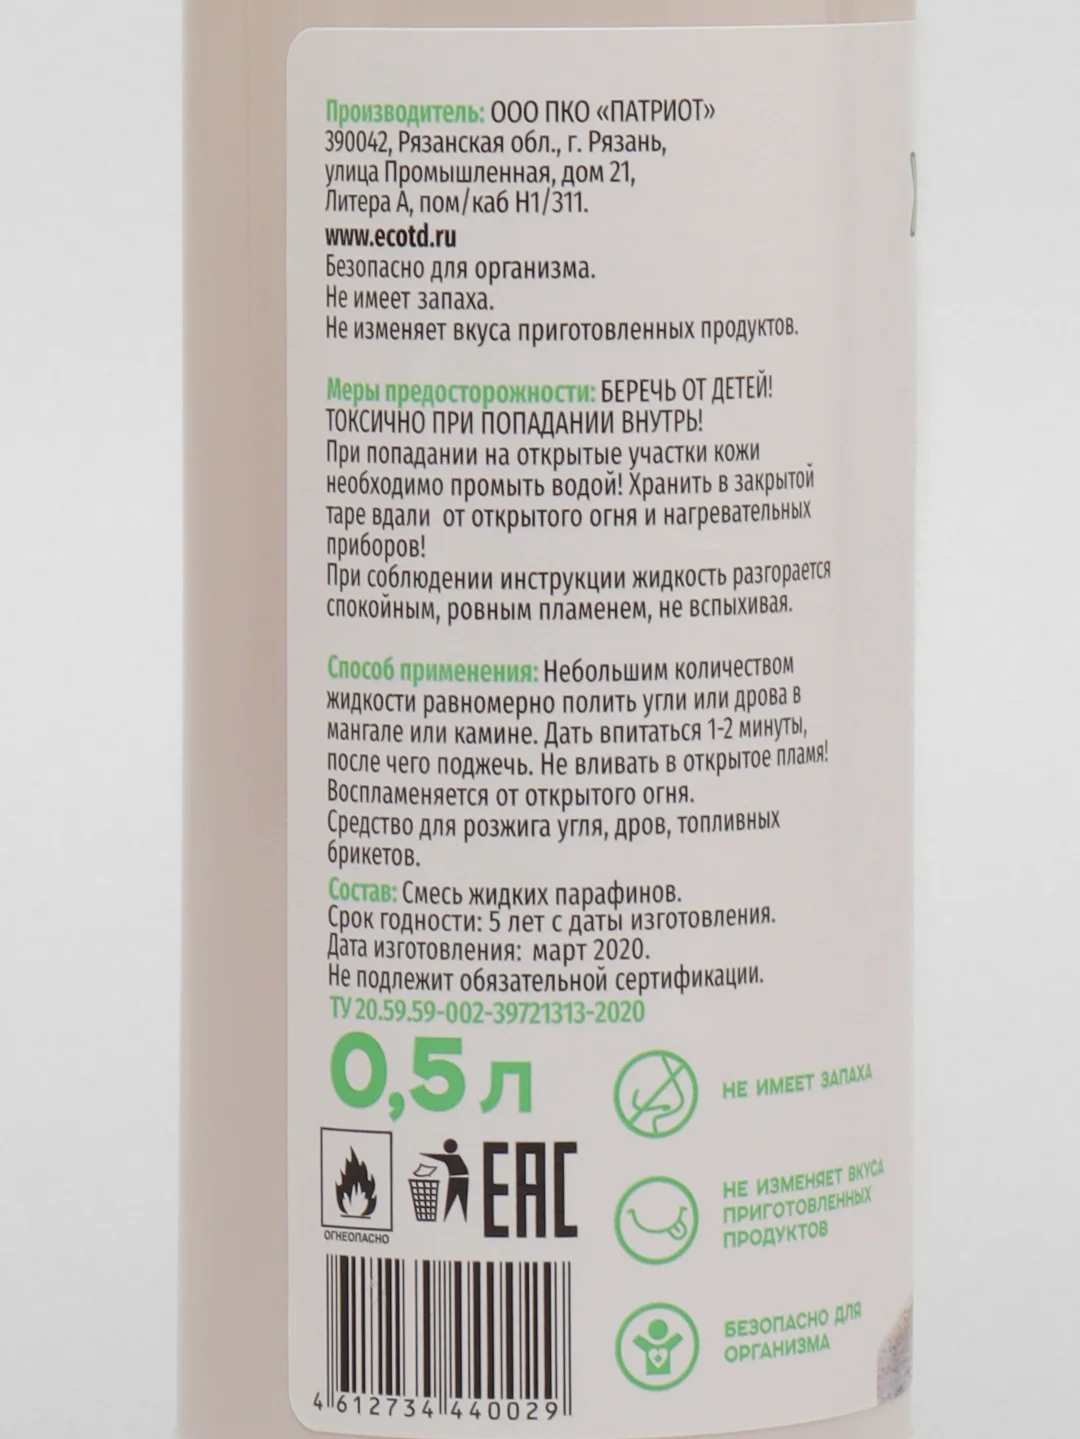 Производитель: ООО ПКО «ПАТРИОТ»
390042, Рязанская обл., г. Рязань,
улица Промышленная, дом 21,
Литера А, пом/каб Н1/311.
www.ecotd.ru
Безопасно для организма.
Не имеет запаха.
Не изменяет вкуса приготовленных продуктов.
Меры предосторожности: БЕРЕЧЬ ОТ ДЕТЕЙ!
ТОКСИЧНО ПРИ ПОПАДАНИИ ВНУТРЬ!
При попадании на открытые участки кожи
необходимо промыть водой! Хранить в закрытой
таре вдали от открытого огня и нагревательных
приборов!
При соблюдении инструкции жидкость разгорается
спокойным, ровным пламенем, не вспыхивая.
Способ применения: Небольшим количеством
жидкости равномерно полить угли или дрова в
мангале или камине. Дать впитаться 1-2 минуты,
после чего поджечь. Не вливать в открытое пламя!
Воспламеняется от открытого огня.
Средство для розжига угля, дров, топливных
брикетов.
Состав: Смесь жидких парафинов.
Срок годности: 5 лет с даты изготовления.
Дата изготовления: март 2020.
Не подлежит обязательной сертификации.
ТУ 20.59.59-002-39721313-2020
0,5 л
НЕ ИМЕЕТ ЗАПАХА
ОГНЕОПАСНО
EAC
НЕ ИЗМЕНЯЕТ ВКУСА
ПРИГОТОВЛЕННЫХ
ПРОДУКТОВ
БЕЗОПАСНО ДЛЯ
ОРГАНИЗМА
4 612734 440029